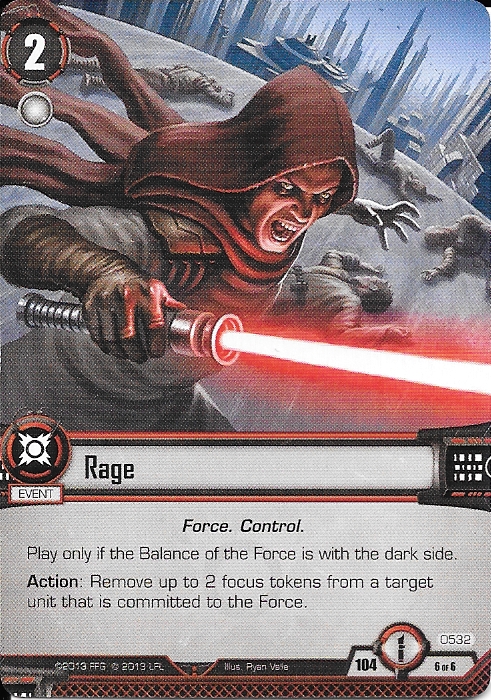 2
Rage
EVENT
Force. Control.
Play only if the Balance of the Force is with the dark side.
Action: Remove up to 2 focus tokens from a target
unit that is committed to the Force.
0532
©2013 FFG © 2013 LFL Illus. Ryan Valle
104
6 OF 6